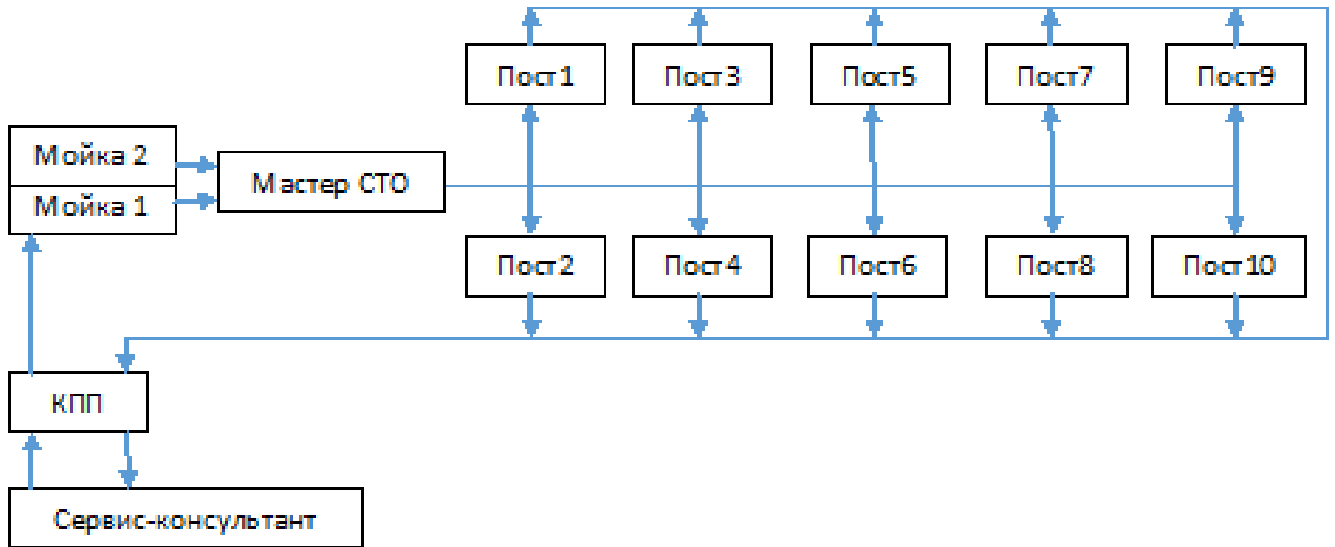 Пост1
Пост3
Пост5
Пост7
Пост9
Мойка 2
Мастер СТО
Мойка 1
Пост2
Пост4
Пост6
Пост8
Пост10
КПП
Сервис-консультант